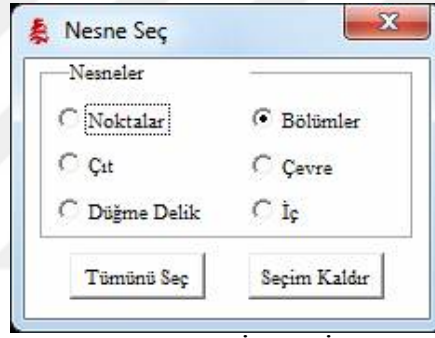 Nesne Seç
Nesneler
Noktalar Bölümler
Çıt Çevre
Düğme Delik İç
Tümünü Seç Seçim Kaldır